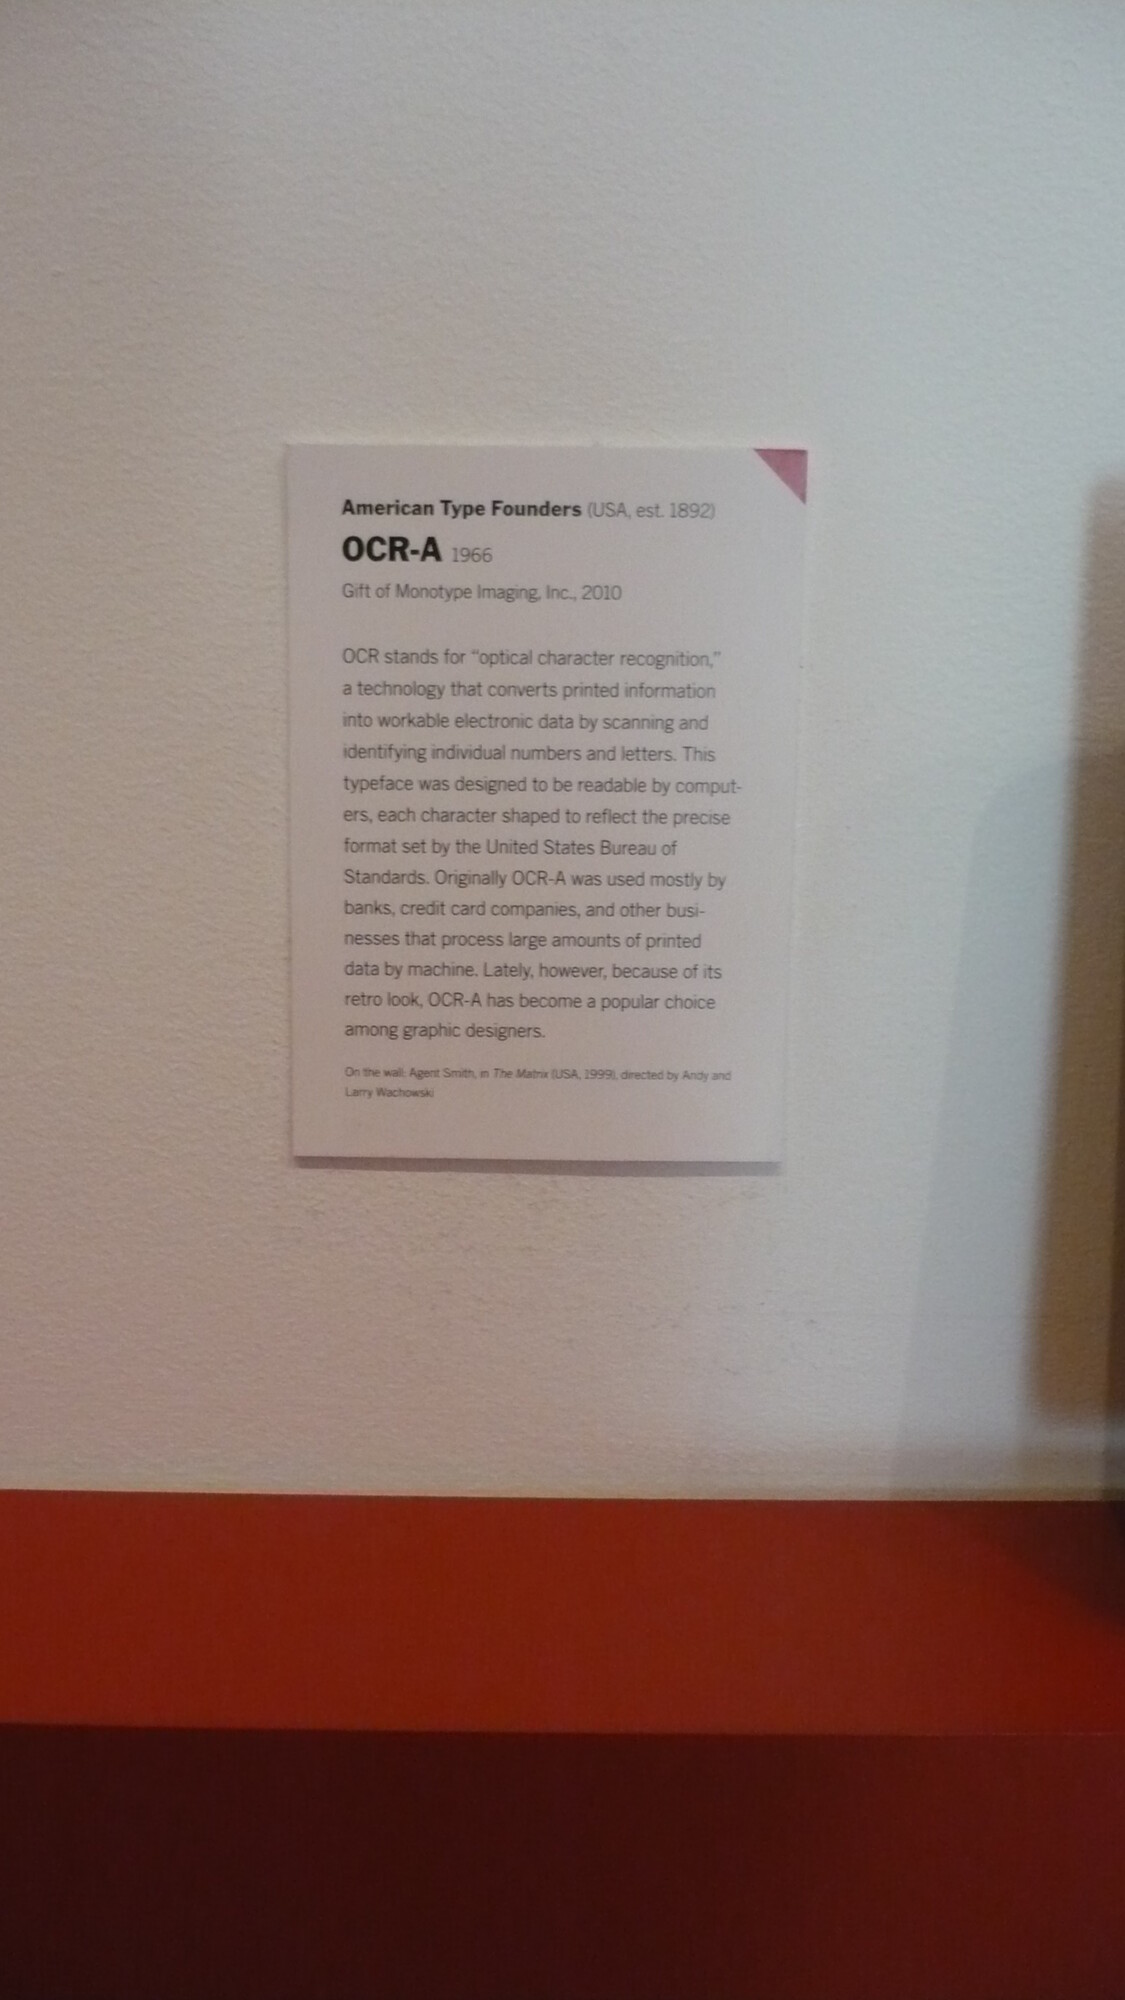 American Type Founders (USA, est. 1892)
OCR-A 1966
Gift of Monotype Imaging, Inc., 2010
OCR stands for “optical character recognition,”
a technology that converts printed information
into workable electronic data by scanning and
identifying individual numbers and letters. This
typeface was designed to be readable by comput-
ers, each character shaped to reflect the precise
format set by the United States Bureau of
Standards. Originally OCR-A was used mostly by
banks, credit card companies, and other busi-
nesses that process large amounts of printed
data by machine. Lately, however, because of its
retro look, OCR-A has become a popular choice
among graphic designers.
On the wall: Agent Smith, in The Matrix (USA, 1999), directed by Andy and
Larry Wachowski